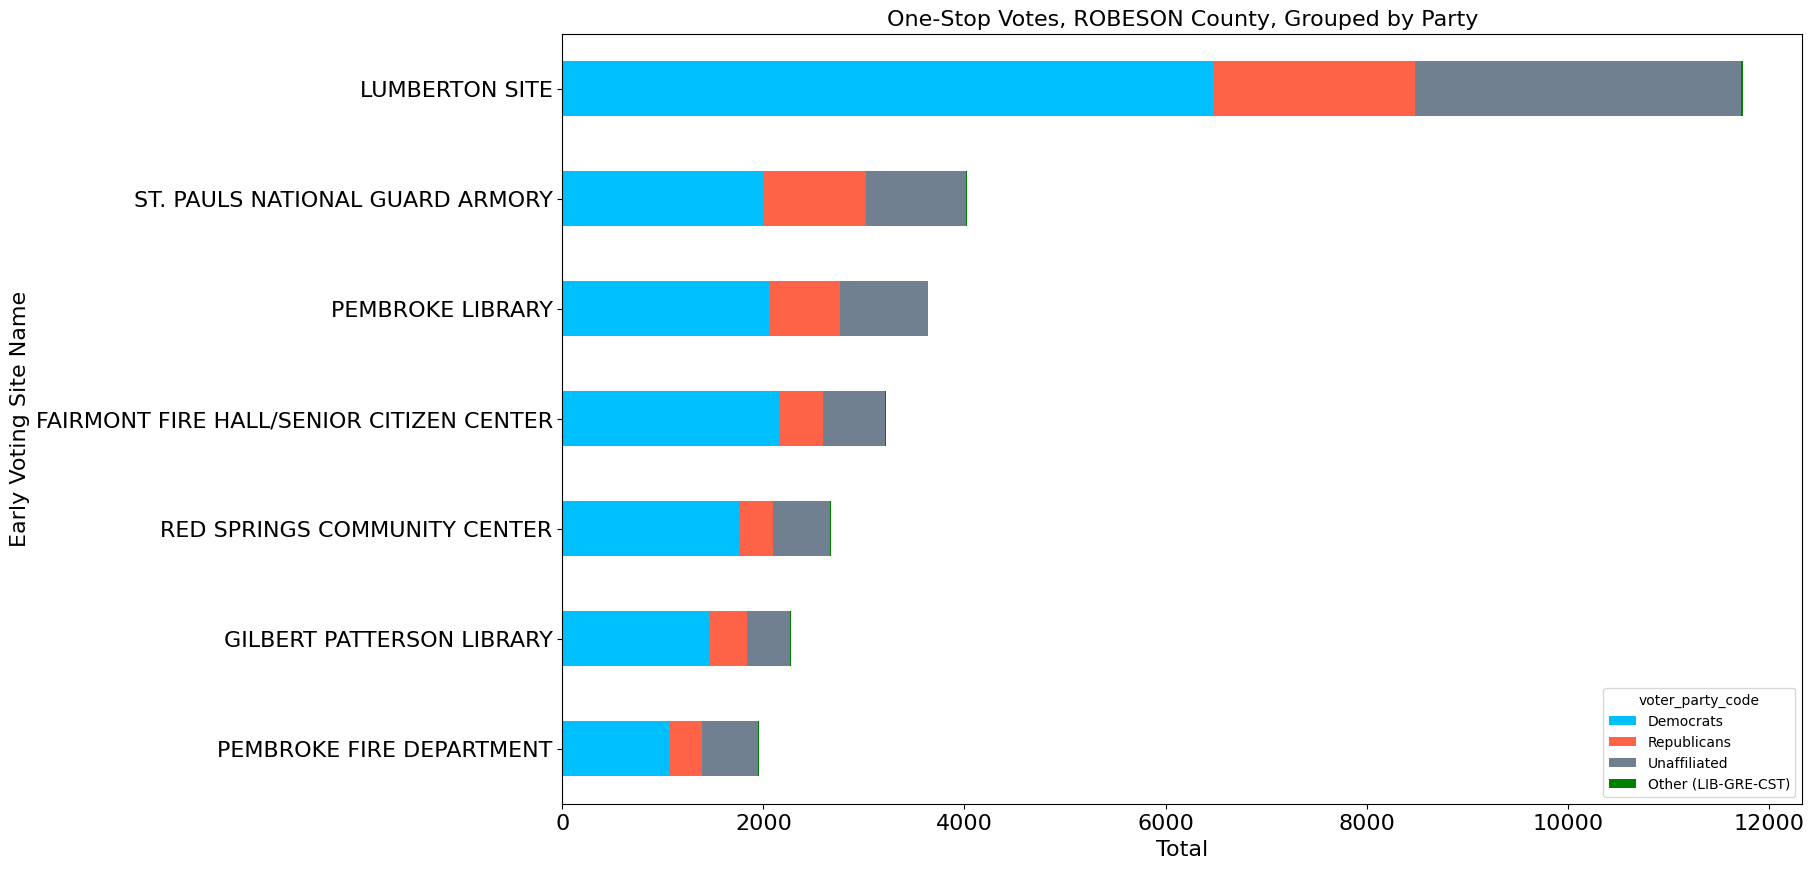 One-Stop Votes, ROBESON County, Grouped by Party
Early Voting Site Name
LUMBERTON SITE
ST. PAULS NATIONAL GUARD ARMORY
PEMBROKE LIBRARY
FAIRMONT FIRE HALL/SENIOR CITIZEN CENTER
RED SPRINGS COMMUNITY CENTER
GILBERT PATTERSON LIBRARY
PEMBROKE FIRE DEPARTMENT
voter_party_code
Democrats
Republicans
Unaffiliated
Other (LIB-GRE-CST)
0 2000 4000 6000 8000 10000 12000
Total